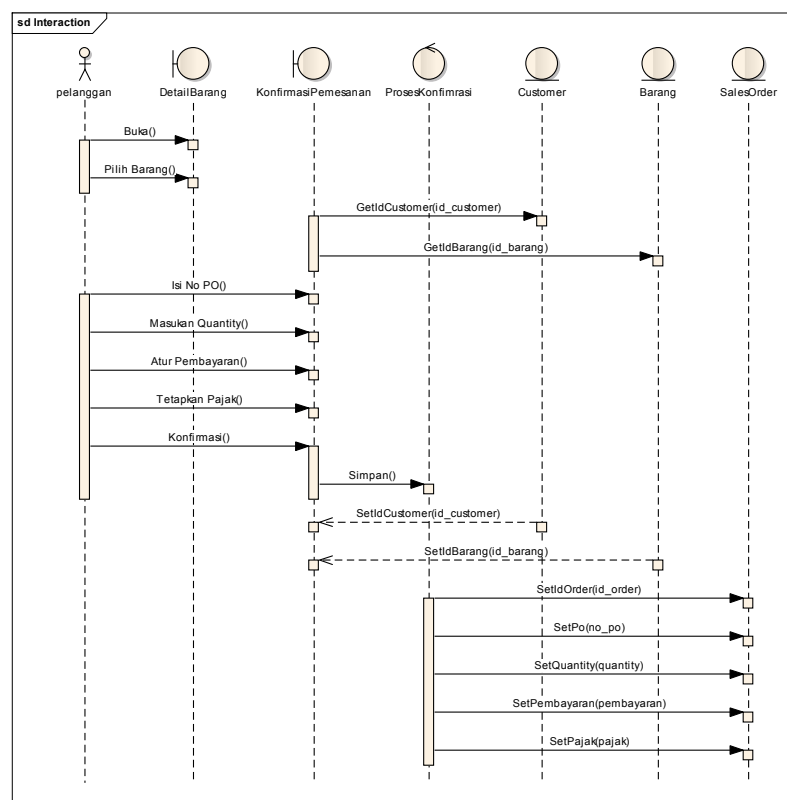 sd Interaction
pelanggan
DetailBarang
KonfirmasiPemesanan
ProsesKonfimrasi
Customer
Barang
SalesOrder
Buka()
Pilih Barang()
GetIdCustomer(id_customer)
GetIdBarang(id_barang)
Isi No PO()
Masukan Quantity()
Atur Pembayaran()
Tetapkan Pajak()
Konfirmasi()
Simpan()
SetIdCustomer(id_customer)
SetIdBarang(id_barang)
SetIdOrder(id_order)
SetPo(no_po)
SetQuantity(quantity)
SetPembayaran(pembayaran)
SetPajak(pajak)